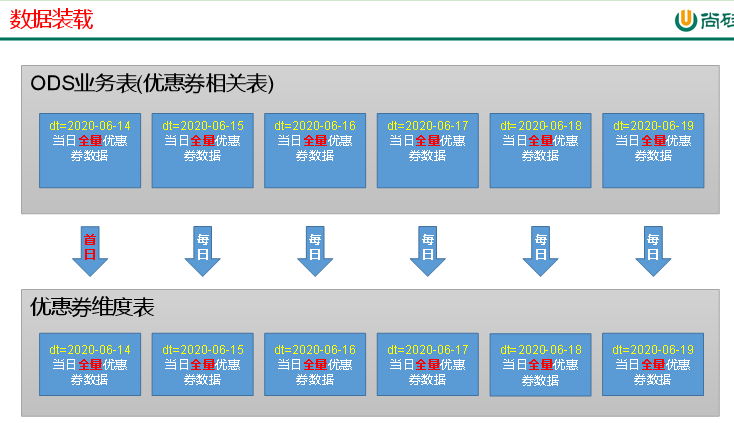 数据装载
尚硅
ODS业务表(优惠券相关表)
dt=2020-06-14
当日全量优惠
券数据
dt=2020-06-15
当日全量优惠
券数据
dt=2020-06-16
当日全量优惠
券数据
dt=2020-06-17
当日全量优惠
券数据
dt=2020-06-18
当日全量优惠
券数据
dt=2020-06-19
当日全量优惠
券数据
首
日
每
日
每
日
每
日
每
日
每
日
优惠券维度表
dt=2020-06-14
当日全量优惠
券数据
dt=2020-06-15
当日全量优惠
券数据
dt=2020-06-16
当日全量优惠
券数据
dt=2020-06-17
当日全量优惠
券数据
dt=2020-06-18
当日全量优惠
券数据
dt=2020-06-19
当日全量优惠
券数据